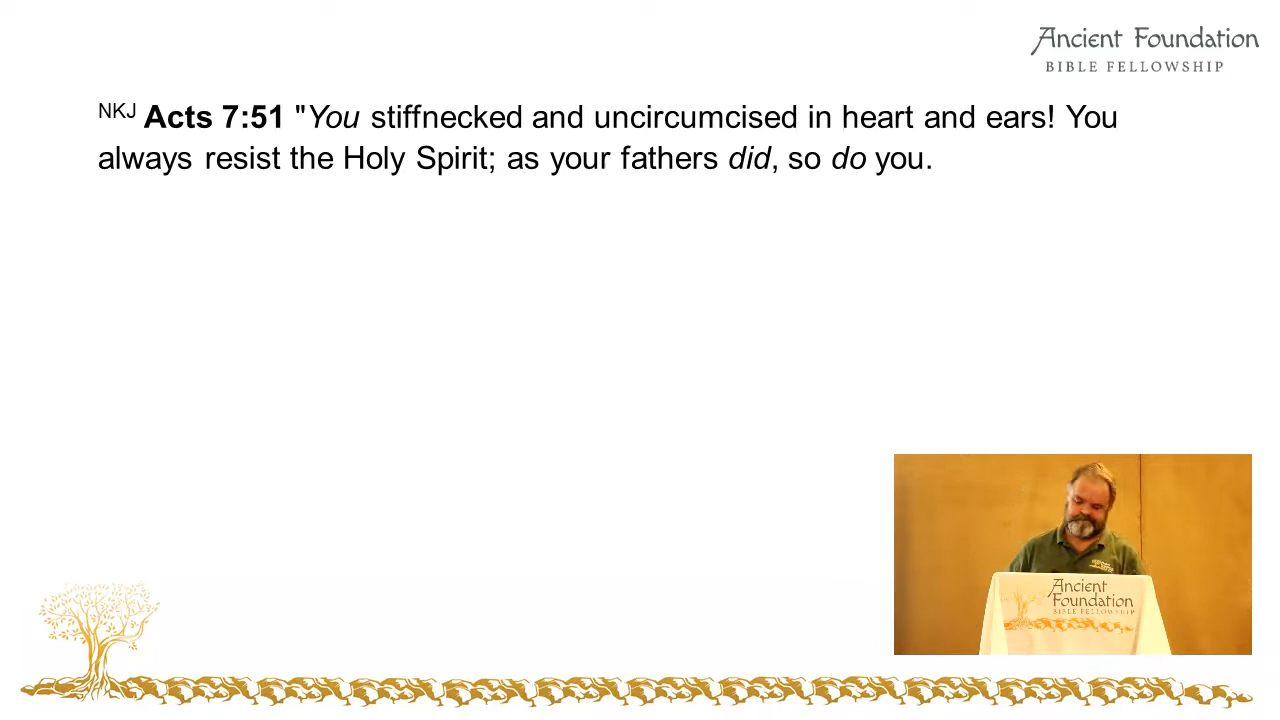 Ancient Foundation
BIBLE FELLOWSHIP
NKJ Acts 7:51 "You stiffnecked and uncircumcised in heart and ears! You
always resist the Holy Spirit; as your fathers did, so do you.
Ancient
Foundation
BIBLE FELLOWSHIP